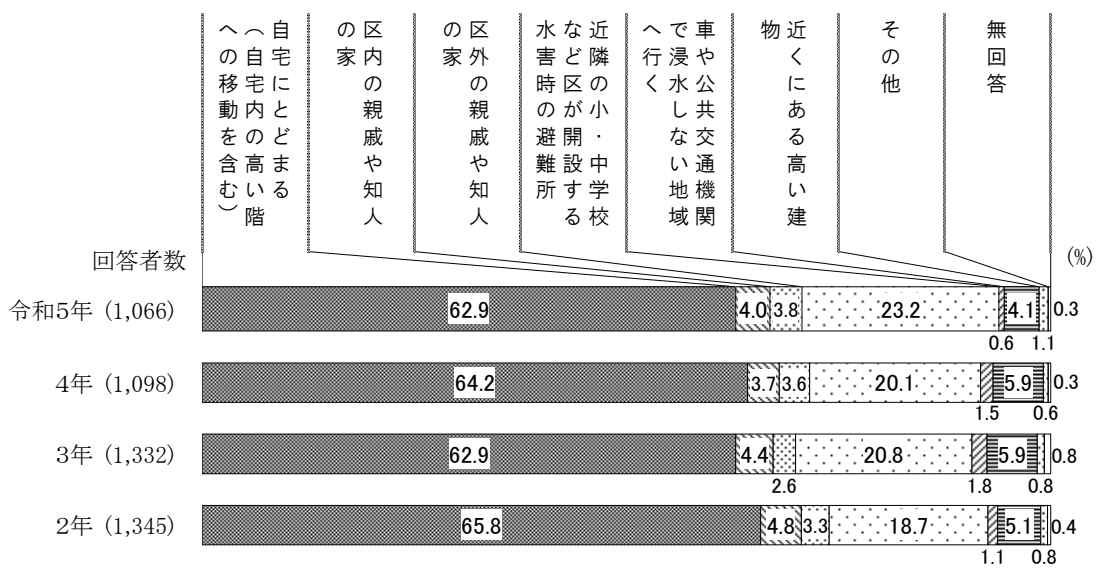 自宅にとどまる
（自宅内の高い階
への移動を含む）
区内の親戚や知人
の家
区外の親戚や知人
の家
近隣の小・中学校
など区が開設する
水害時の避難所
車や公共交通機関
で浸水しない地域
へ行く
近くにある高い建
物
その他
無回答
回答者数
(%)
令和5年 (1,066)
62.9
4.0
3.8
23.2
4.1
0.3
0.6
1.1
4年 (1,098)
64.2
3.7
3.6
20.1
5.9
0.3
1.5
0.6
3年 (1,332)
62.9
4.4
20.8
5.9
0.8
2.6
1.8
0.8
2年 (1,345)
65.8
4.8
3.3
18.7
5.1
0.4
1.1
0.8